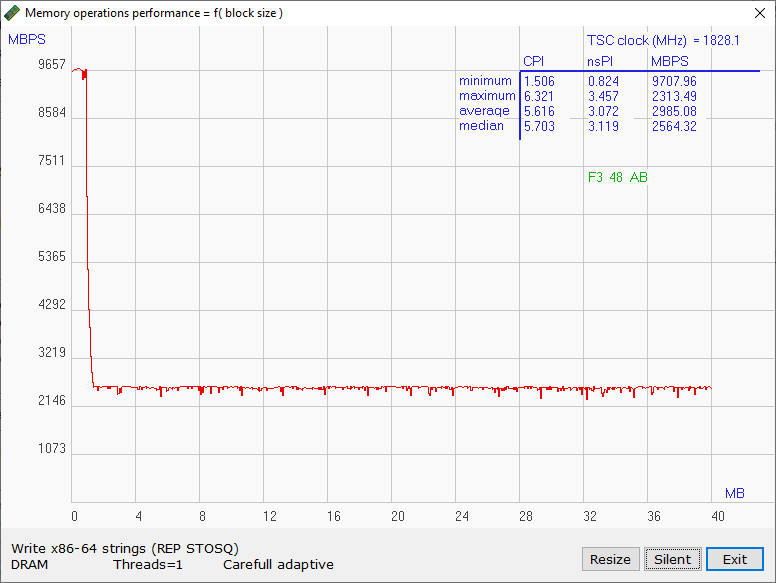 Memory operations performance = f( block size )
MBPS
TSC clock (MHz) = 1828.1
CPI nsPI MBPS
minimum 1.506 0.824 9707.96
maximum 6.321 3.457 2313.49
average 5.616 3.072 2985.08
median 5.703 3.119 2564.32
F3 48 AB
9657
8584
7511
6438
5365
4292
3219
2146
1073
MB
0 4 8 12 16 20 24 28 32 36 40
Write x86-64 strings (REP STOSQ)
DRAM Threads=1 Carefull adaptive
Resize Silent Exit